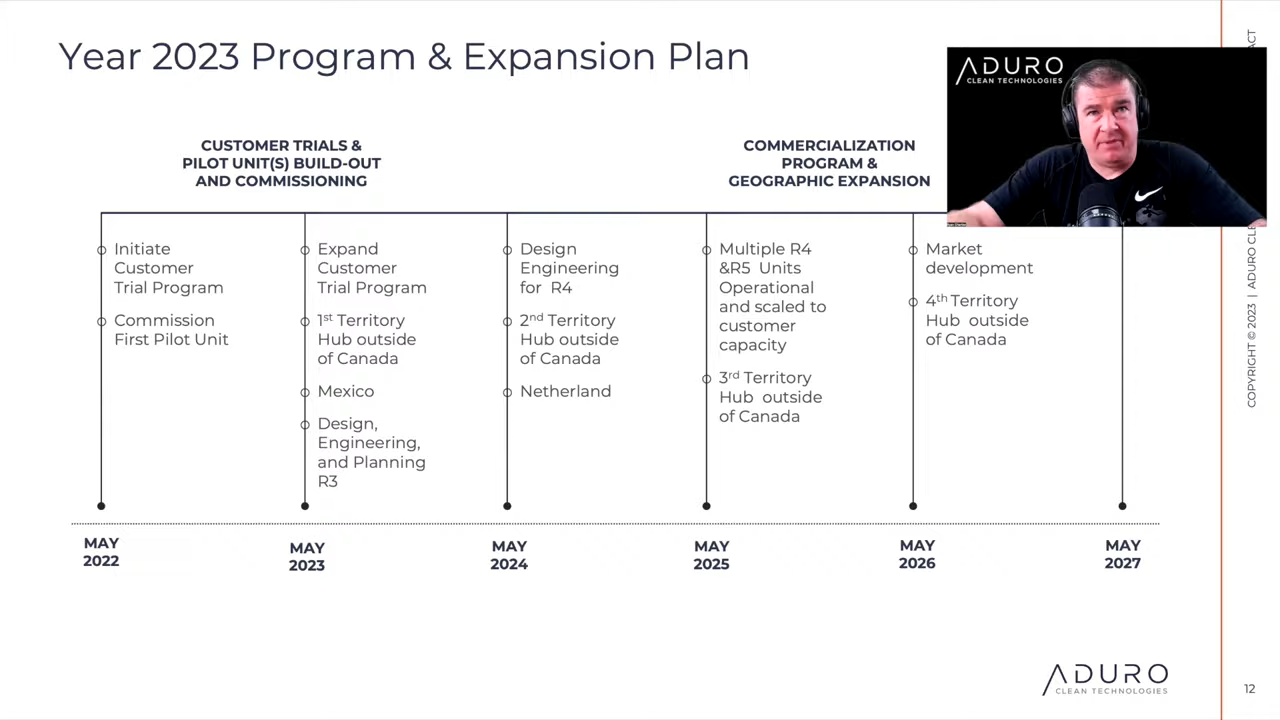 Year 2023 Program & Expansion Plan
ADURO
CLEAN TECHNOLOGIES
CUSTOMER TRIALS &
PILOT UNIT(S) BUILD-OUT
AND COMMISSIONING
COMMERCIALIZATION
PROGRAM &
GEOGRAPHIC EXPANSION
Initiate
Customer
Trial Program
Commission
First Pilot Unit
Expand
Customer
Trial Program
1st Territory
Hub outside
of Canada
Mexico
Design,
Engineering,
and Planning
R3
Design
Engineering
for R4
2nd Territory
Hub outside
of Canada
Netherland
Multiple R4
&R5 Units
Operational
and scaled to
customer
capacity
3rd Territory
Hub outside
of Canada
Market
development
4th Territory
Hub outside
of Canada
MAY
2022
MAY
2023
MAY
2024
MAY
2025
MAY
2026
MAY
2027
COPYRIGHT © 2023 | ADURO
ADURO
CLEAN TECHNOLOGIES
12